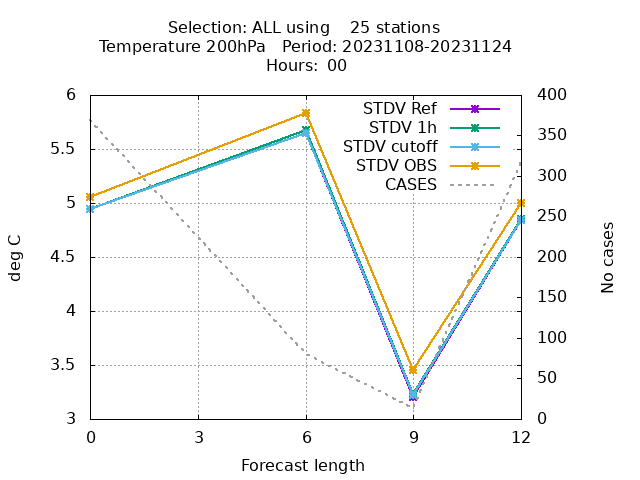 Selection: ALL using    25 stations
Temperature 200hPa   Period: 20231108-20231124
Hours:  00
6
5.5
5
4.5
4
3.5
3
deg C
400
350
300
250
200
150
100
50
0
No cases
STDV Ref
STDV 1h
STDV cutoff
STDV OBS
CASES
0
3
6
9
12
Forecast length